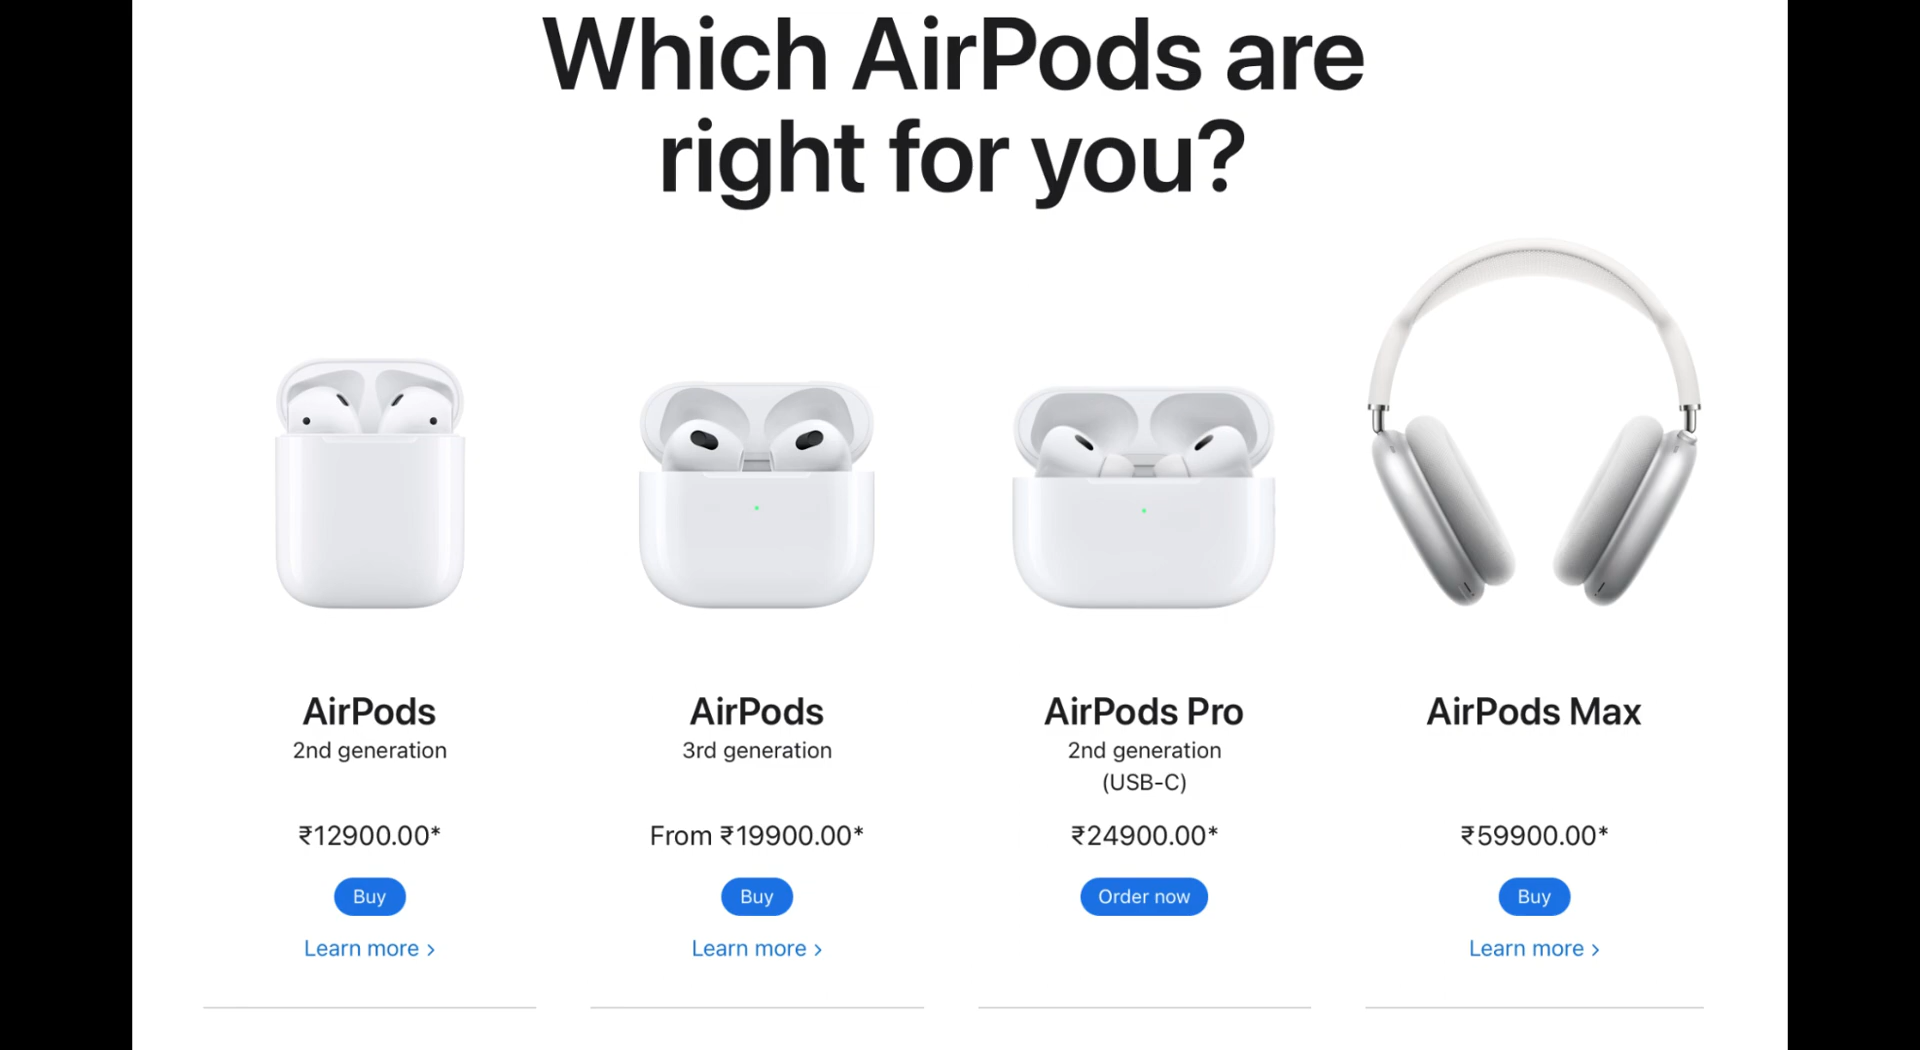 Which AirPods are
right for you?
AirPods
2nd generation
₹12900.00*
Buy
Learn more >
AirPods
3rd generation
From ₹19900.00*
Buy
Learn more >
AirPods Pro
2nd generation
(USB-C)
₹24900.00*
Order now
AirPods Max
₹59900.00*
Buy
Learn more >